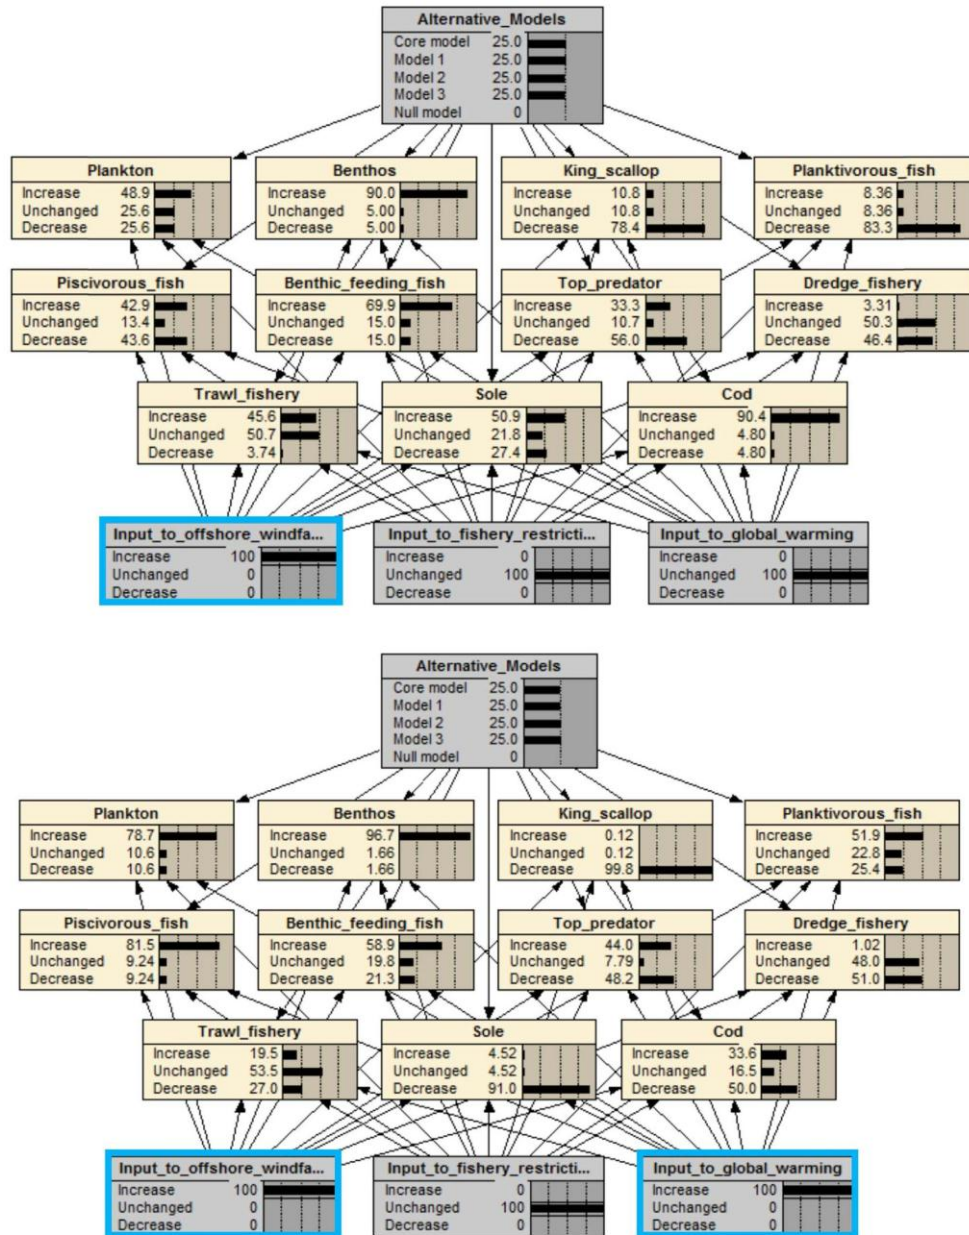 Alternative_Models
Core model 25.0
Model 1 25.0
Model 2 25.0
Model 3 25.0
Null model 0
Plankton
Increase 48.9
Unchanged 25.6
Decrease 25.6
Benthos
Increase 90.0
Unchanged 5.00
Decrease 5.00
King_scallop
Increase 10.8
Unchanged 10.8
Decrease 78.4
Planktivorous_fish
Increase 8.36
Unchanged 8.36
Decrease 83.3
Piscivorous_fish
Increase 42.9
Unchanged 13.4
Decrease 43.6
Benthic_feeding_fish
Increase 69.9
Unchanged 15.0
Decrease 15.0
Top_predator
Increase 33.3
Unchanged 10.7
Decrease 56.0
Dredge_fishery
Increase 3.31
Unchanged 50.3
Decrease 46.4
Trawl_fishery
Increase 45.6
Unchanged 50.7
Decrease 3.74
Sole
Increase 50.9
Unchanged 21.8
Decrease 27.4
Cod
Increase 90.4
Unchanged 4.80
Decrease 4.80
Input_to_offshore_windfa...
Increase 100
Unchanged 0
Decrease 0
Input_to_fishery_restricti...
Increase 0
Unchanged 100
Decrease 0
Input_to_global_warming
Increase 0
Unchanged 100
Decrease 0
Alternative_Models
Core model 25.0
Model 1 25.0
Model 2 25.0
Model 3 25.0
Null model 0
Plankton
Increase 78.7
Unchanged 10.6
Decrease 10.6
Benthos
Increase 96.7
Unchanged 1.66
Decrease 1.66
King_scallop
Increase 0.12
Unchanged 0.12
Decrease 99.8
Planktivorous_fish
Increase 51.9
Unchanged 22.8
Decrease 25.4
Piscivorous_fish
Increase 81.5
Unchanged 9.24
Decrease 9.24
Benthic_feeding_fish
Increase 58.9
Unchanged 19.8
Decrease 21.3
Top_predator
Increase 44.0
Unchanged 7.79
Decrease 48.2
Dredge_fishery
Increase 1.02
Unchanged 48.0
Decrease 51.0
Trawl_fishery
Increase 19.5
Unchanged 53.5
Decrease 27.0
Sole
Increase 4.52
Unchanged 4.52
Decrease 91.0
Cod
Increase 33.6
Unchanged 16.5
Decrease 50.0
Input_to_offshore_windfa...
Increase 100
Unchanged 0
Decrease 0
Input_to_fishery_restricti...
Increase 0
Unchanged 100
Decrease 0
Input_to_global_warming
Increase 100
Unchanged 0
Decrease 0